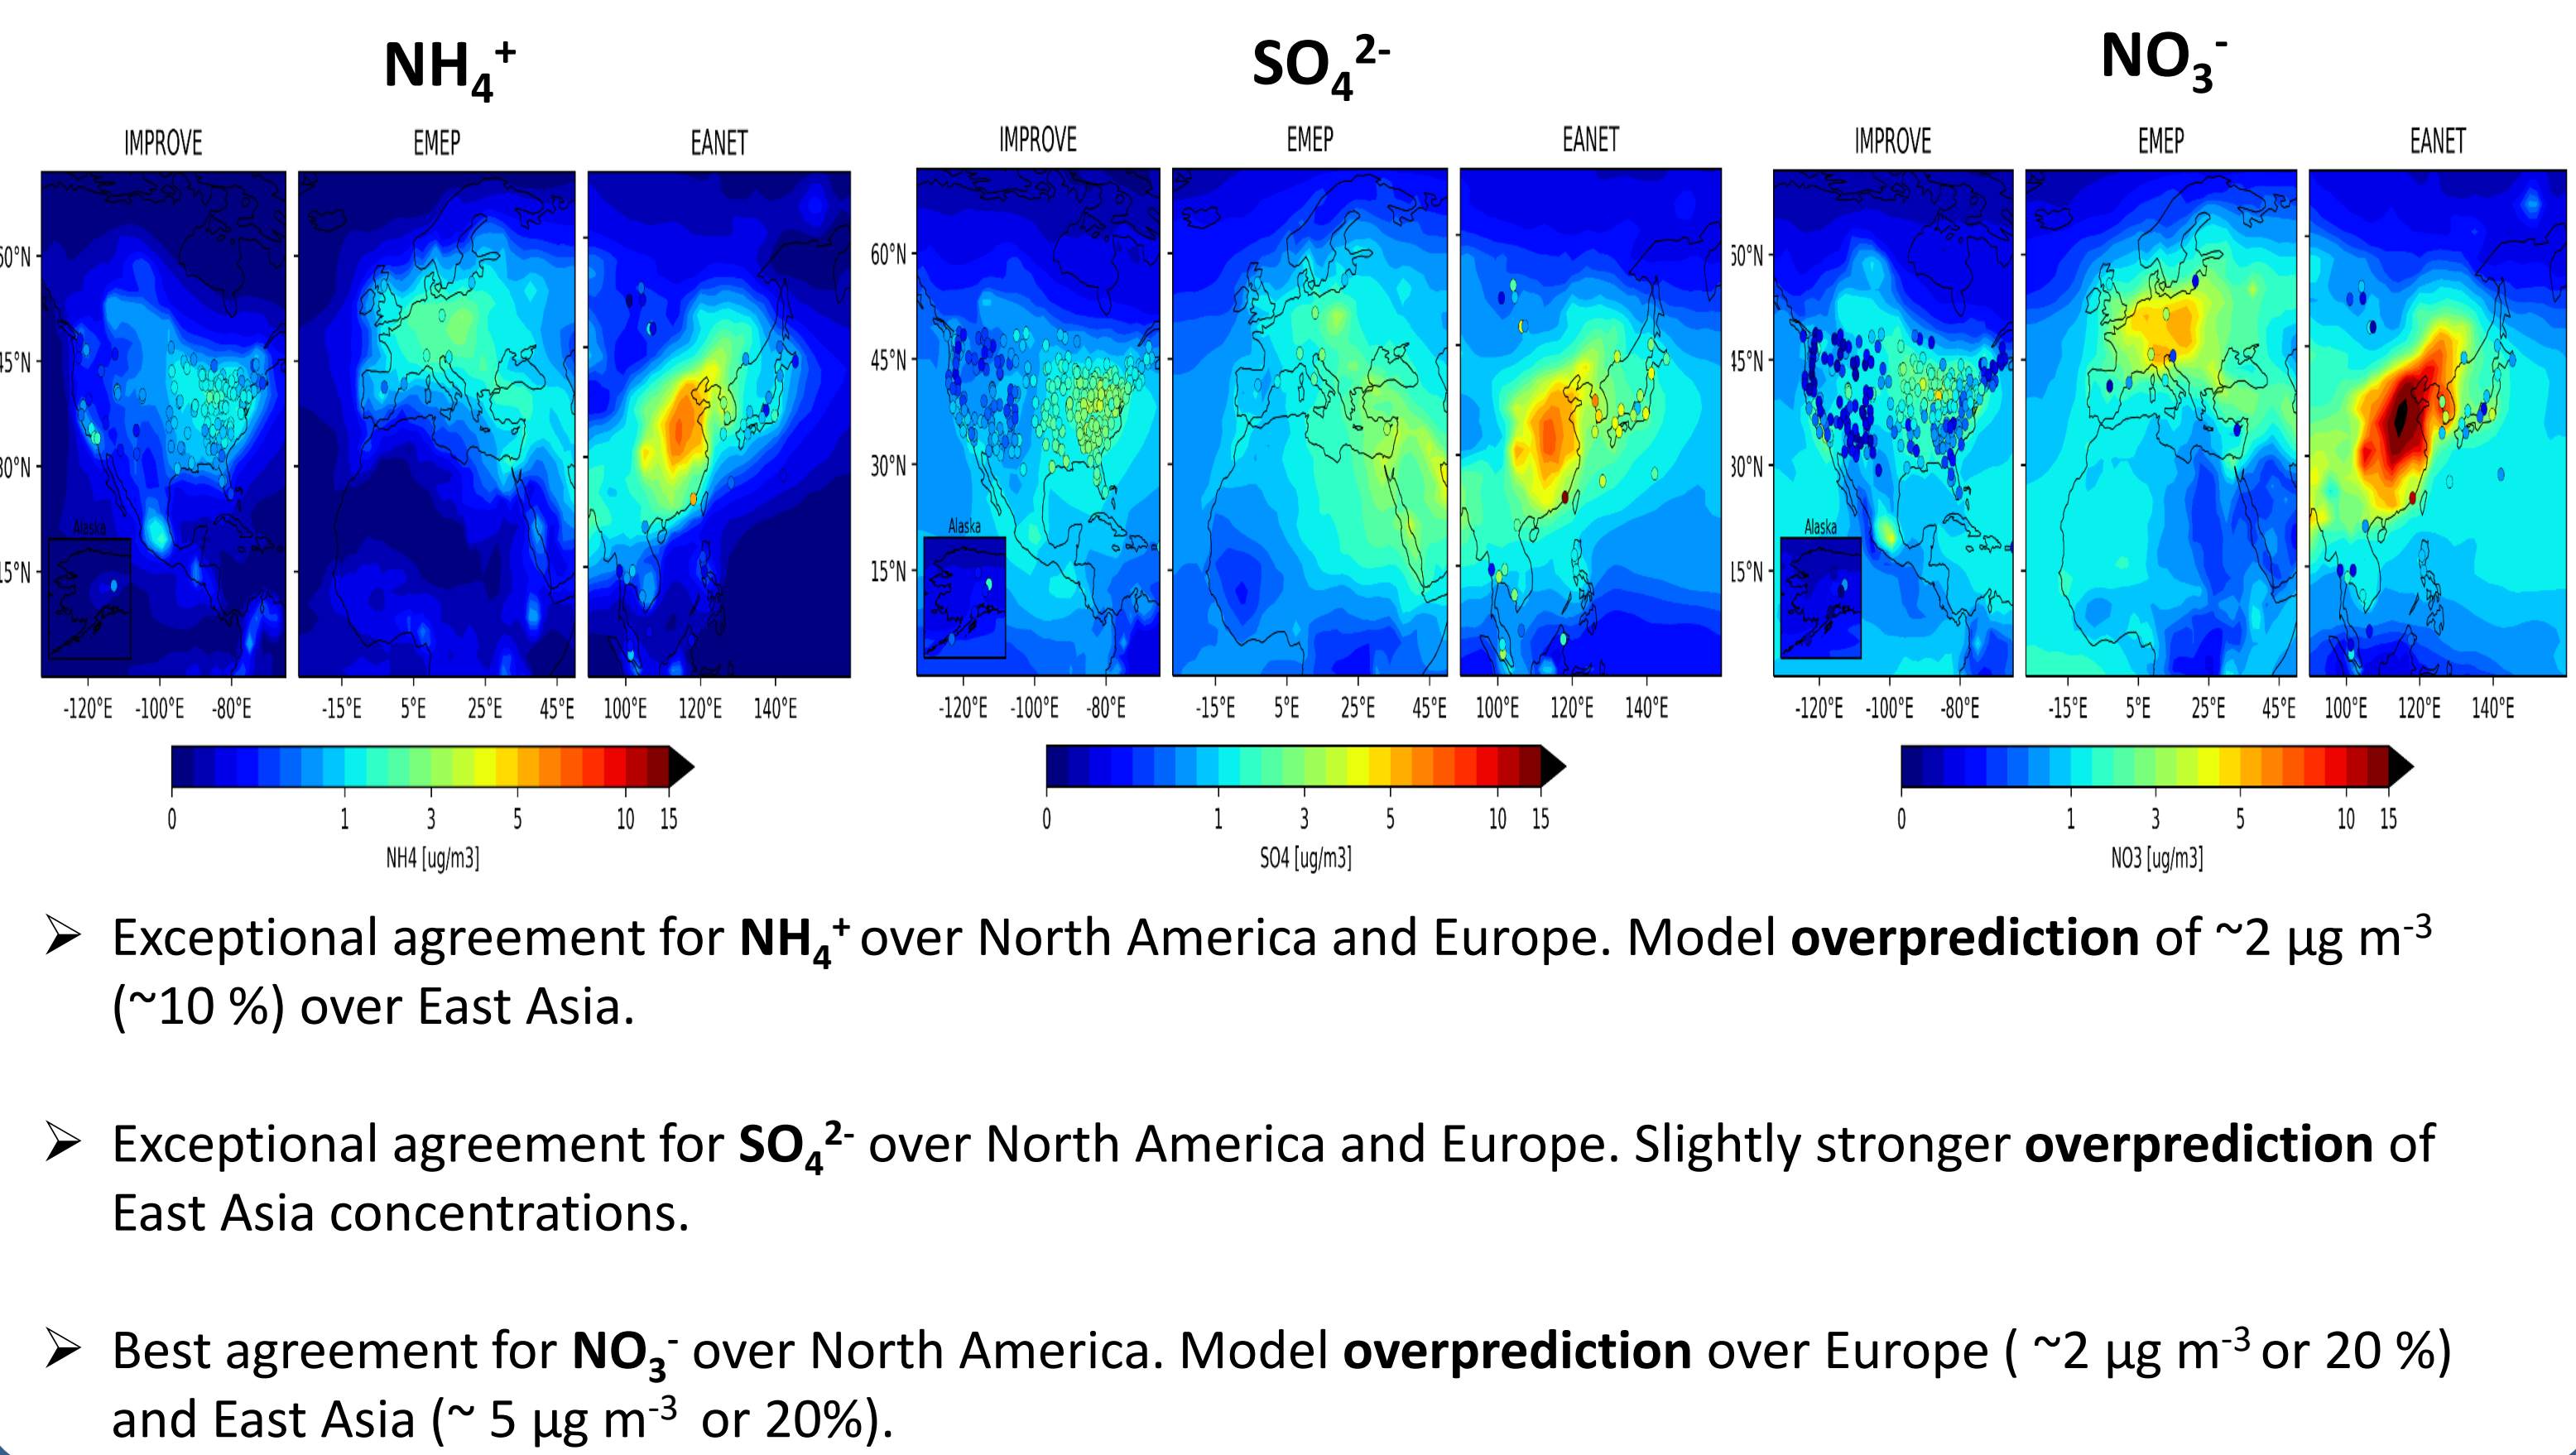 NH₄⁺ SO₄²⁻ NO₃⁻
IMPROVE EMEP EANET IMPROVE EMEP EANET IMPROVE EMEP EANET
60°N 60°N 50°N
45°N 45°N 45°N
30°N 30°N 30°N
Alaska Alaska Alaska
15°N 15°N 15°N
-120°E -100°E -80°E -15°E 5°E 25°E 45°E 100°E 120°E 140°E -120°E -100°E -80°E -15°E 5°E 25°E 45°E 100°E 120°E 140°E -120°E -100°E -80°E -15°E 5°E 25°E 45°E 100°E 120°E 140°E
0 1 3 5 10 15 0 1 3 5 10 15 0 1 3 5 10 15
NH4 [ug/m3] SO4 [ug/m3] NO3 [ug/m3]
➢ Exceptional agreement for NH₄⁺ over North America and Europe. Model overprediction of ~2 μg m⁻³
(~10 %) over East Asia.
➢ Exceptional agreement for SO₄²⁻ over North America and Europe. Slightly stronger overprediction of
East Asia concentrations.
➢ Best agreement for NO₃⁻ over North America. Model overprediction over Europe ( ~2 μg m⁻³ or 20 %)
and East Asia (~ 5 μg m⁻³ or 20%).